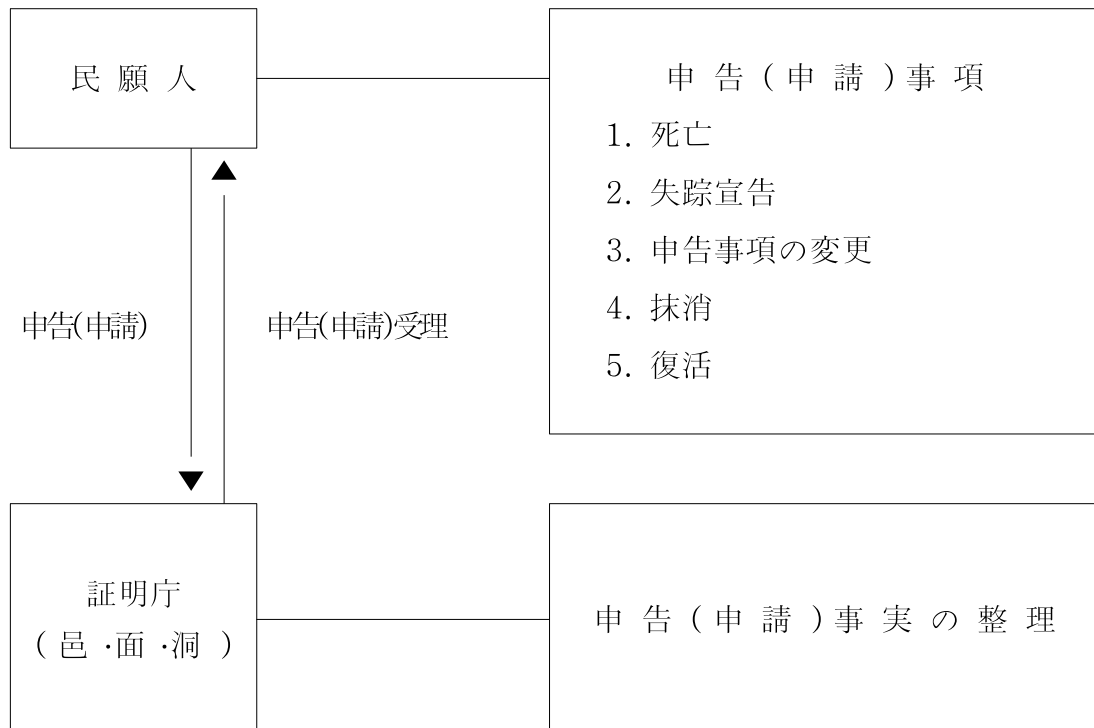 民願人
申告(申請)事項
1. 死亡
2. 失踪宣告
3. 申告事項の変更
4. 抹消
5. 復活
申告(申請)
申告(申請)受理
証明庁
(邑·面·洞)
申告(申請)事実の整理